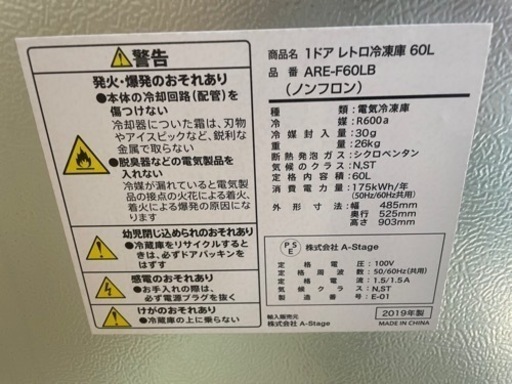 警告
発火・爆発のおそれあり
●本体の冷却回路（配管）を
傷つけない
冷却器についた霜は、刃物
やアイスピックなど、鋭利な
金属で取らない。
●脱臭器などの電気製品を
入れない
冷媒が漏れていると電気製
品の接点の火花による着火、
着火による爆発の原因にな
ります
幼児閉じ込められのおそれあり
●冷蔵庫をリサイクルすると
きは、必ずドアパッキンを
はずす
感電のおそれあり
●お手入れの際は、
必ず電源プラグを抜く
けがのおそれあり
●冷蔵庫の上に乗らない
商品名 1ドア レトロ冷凍庫 60L
品番 ARE-F60LB
（ノンフロン）
種類：電気冷凍庫
冷媒：R600a
冷媒封入量：30g
重量：26kg
断熱発泡ガス：シクロペンタン
気候のクラス：N,ST
定格内容積：60L
消費電力量：175kWh/年
(50Hz/60Hz共用)
外形寸法：幅 485mm
奥行 525mm
高さ 903mm
PSE 株式会社 A-Stage
定格電圧：100V
定格周波数：50/60Hz(共用)
定格電流：1.5/1.5A
気候クラス：N,ST
製造番号：E-01
輸入販売元
株式会社 A-Stage
2019年製
MADE IN CHINA